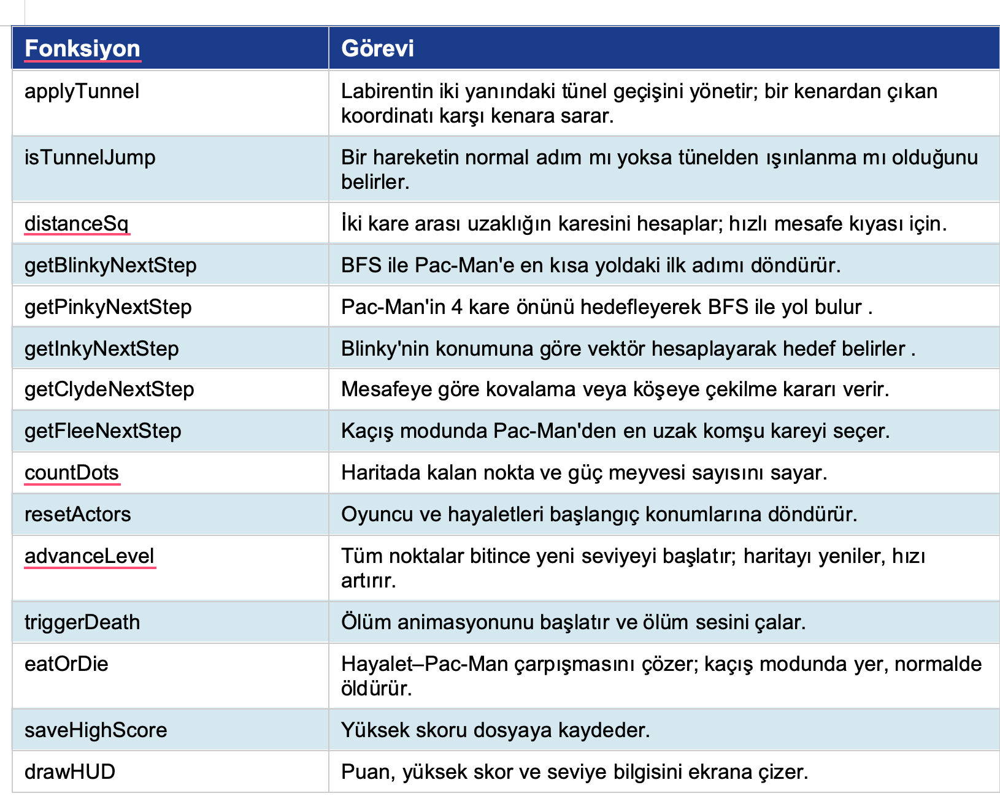 Fonksiyon Görevi
applyTunnel Labirentin iki yanındaki tünel geçişini yönetir; bir kenardan çıkan
koordinatı karşı kenara sarar.
isTunnelJump Bir hareketin normal adım mı yoksa tünelden ışınlanma mı olduğunu
belirler.
distanceSq İki kare arası uzaklığın karesini hesaplar; hızlı mesafe kıyası için.
getBlinkyNextStep BFS ile Pac-Man'e en kısa yoldaki ilk adımı döndürür.
getPinkyNextStep Pac-Man'in 4 kare önünü hedefleyerek BFS ile yol bulur .
getInkyNextStep Blinky'nin konumuna göre vektör hesaplayarak hedef belirler .
getClydeNextStep Mesafeye göre kovalama veya köşeye çekilme kararı verir.
getFleeNextStep Kaçış modunda Pac-Man'den en uzak komşu kareyi seçer.
countDots Haritada kalan nokta ve güç meyvesi sayısını sayar.
resetActors Oyuncu ve hayaletleri başlangıç konumlarına döndürür.
advanceLevel Tüm noktalar bitince yeni seviyeyi başlatır; haritayı yeniler, hızı
artırır.
triggerDeath Ölüm animasyonunu başlatır ve ölüm sesini çalar.
eatOrDie Hayalet–Pac-Man çarpışmasını çözer; kaçış modunda yer, normalde
öldürür.
saveHighScore Yüksek skoru dosyaya kaydeder.
drawHUD Puan, yüksek skor ve seviye bilgisini ekrana çizer.